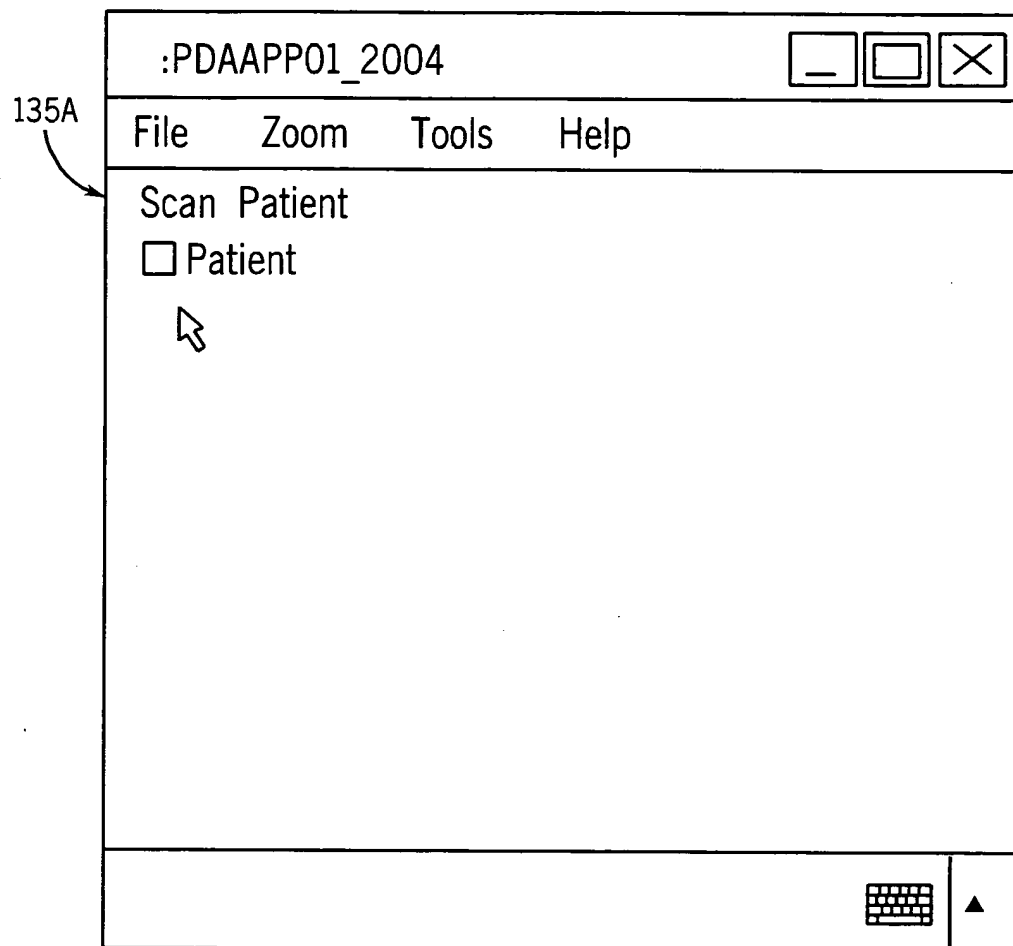 :PDAAPP01_2004
135A
File Zoom Tools Help
Scan Patient
Patient